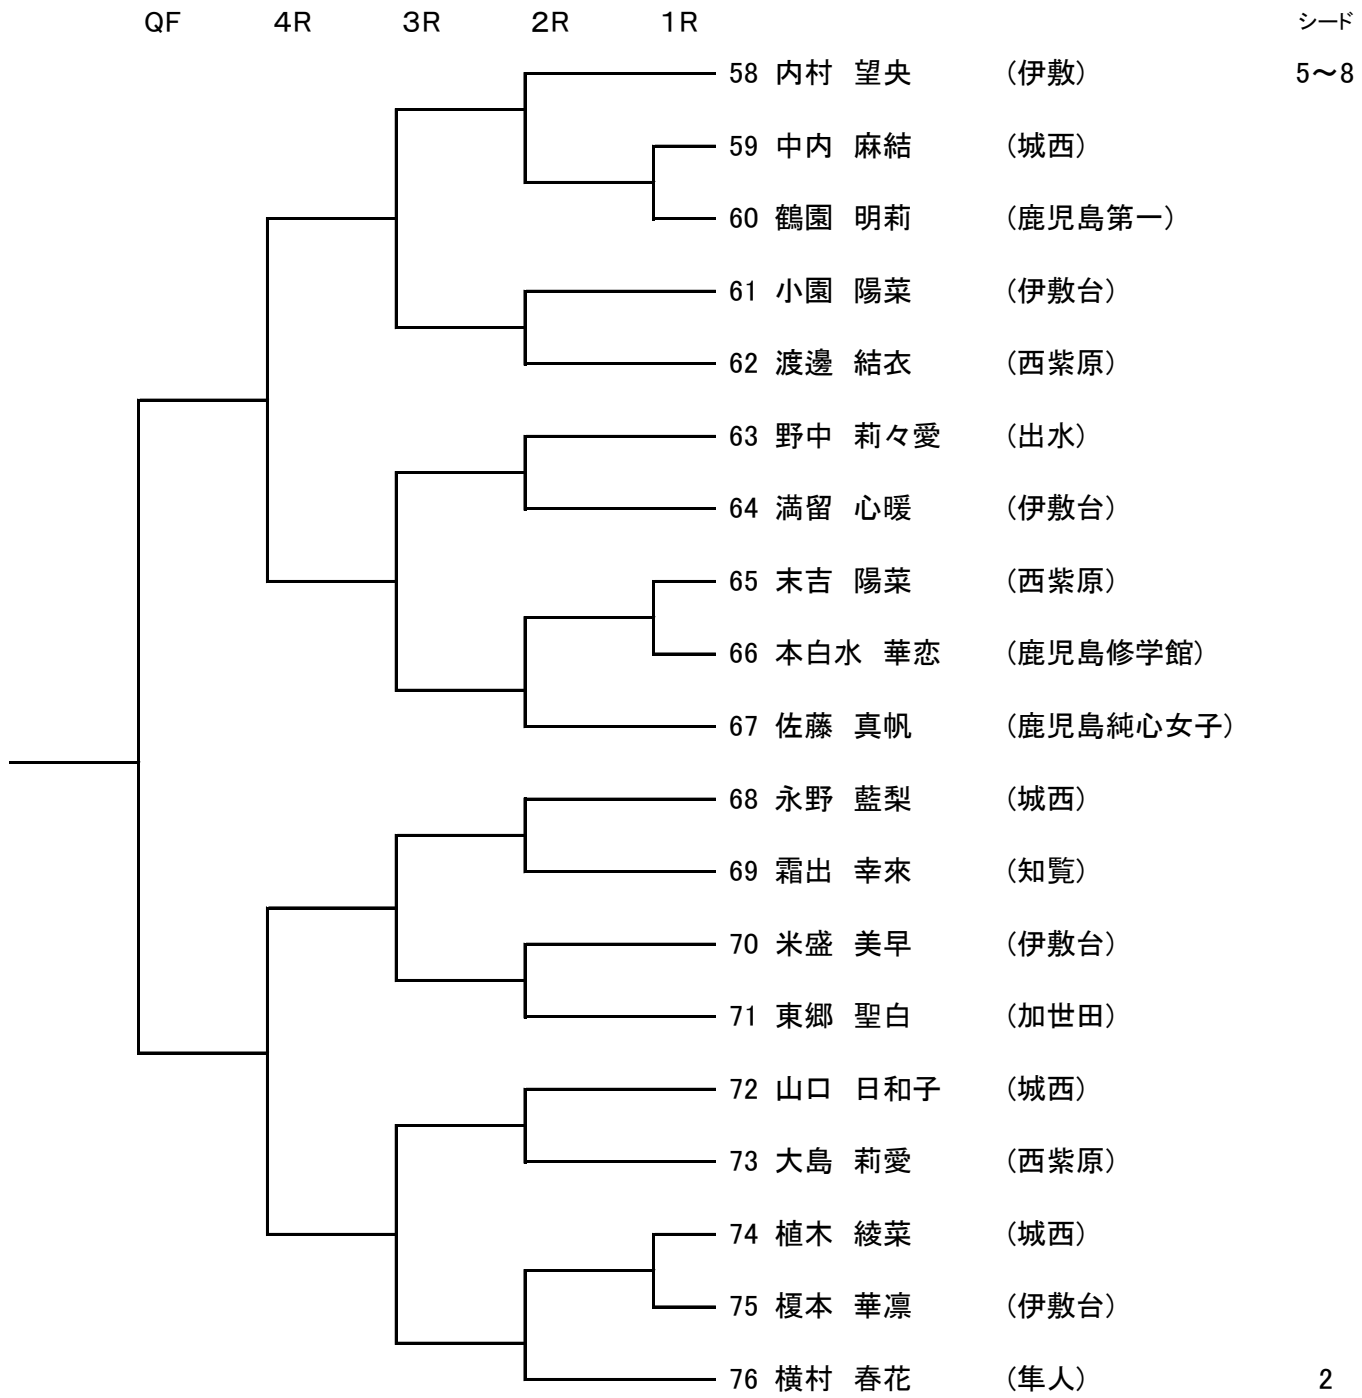 QF 4R 3R 2R 1R シード
58 内村 望央 (伊敷) 5～8
59 中内 麻結 (城西)
60 鶴園 明莉 (鹿児島第一)
61 小園 陽菜 (伊敷台)
62 渡邊 結衣 (西紫原)
63 野中 莉々愛 (出水)
64 満留 心暖 (伊敷台)
65 末吉 陽菜 (西紫原)
66 本白水 華恋 (鹿児島修学館)
67 佐藤 真帆 (鹿児島純心女子)
68 永野 藍梨 (城西)
69 霜出 幸來 (知覧)
70 米盛 美早 (伊敷台)
71 東郷 聖白 (加世田)
72 山口 日和子 (城西)
73 大島 莉愛 (西紫原)
74 植木 綾菜 (城西)
75 榎本 華凛 (伊敷台)
76 横村 春花 (隼人) 2